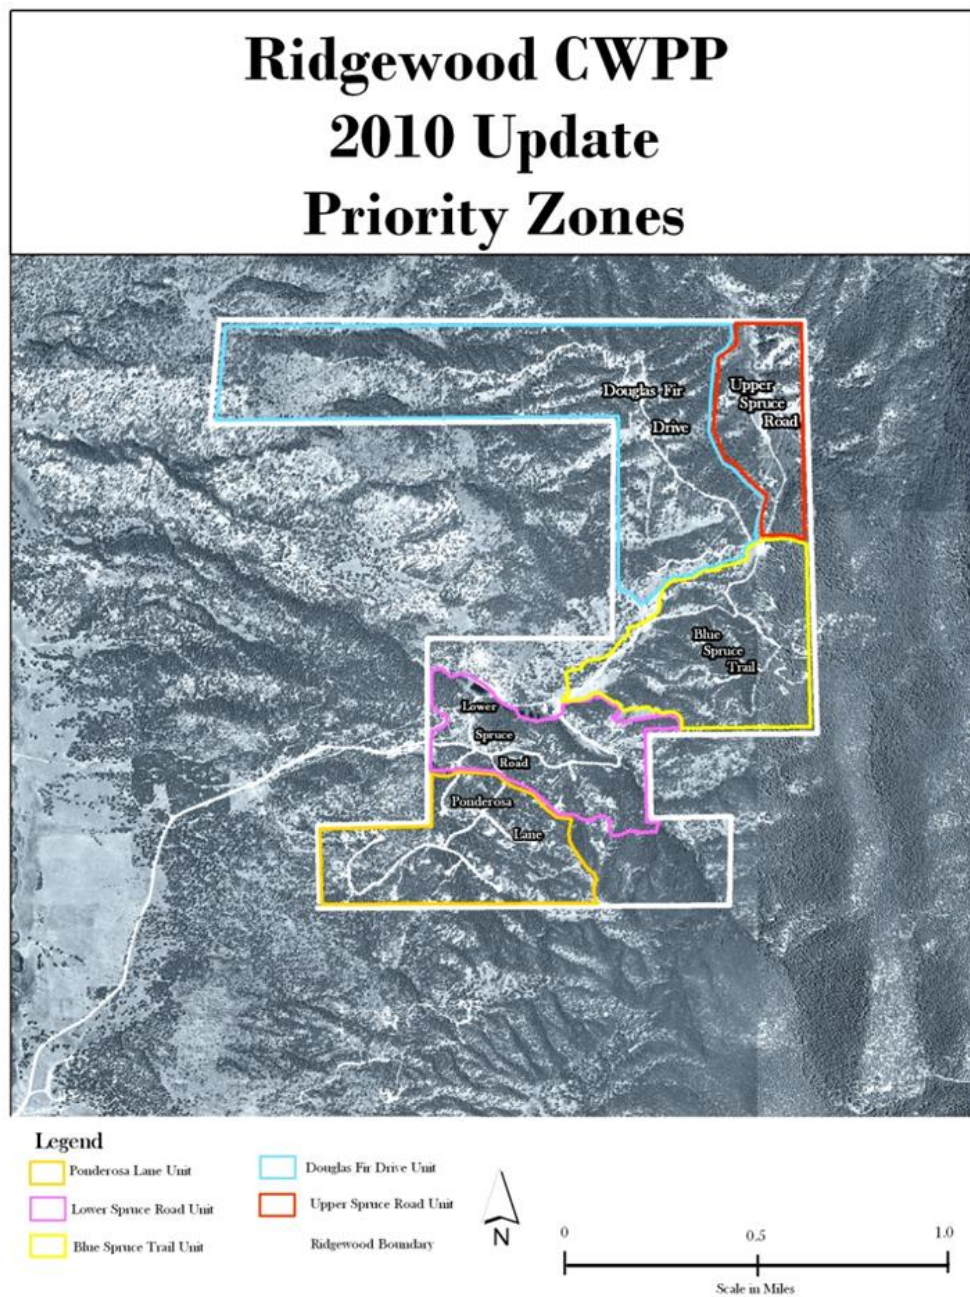 Ridgewood CWPP
2010 Update
Priority Zones
Douglas Fir
Drive
Upper
Spruce
Road
Blue
Spruce
Trail
Lower
Spruce
Road
Ponderosa
Lane
Legend
Ponderosa Lane Unit
Lower Spruce Road Unit
Blue Spruce Trail Unit
Douglas Fir Drive Unit
Upper Spruce Road Unit
Ridgewood Boundary
N
0 0.5 1.0
Scale in Miles